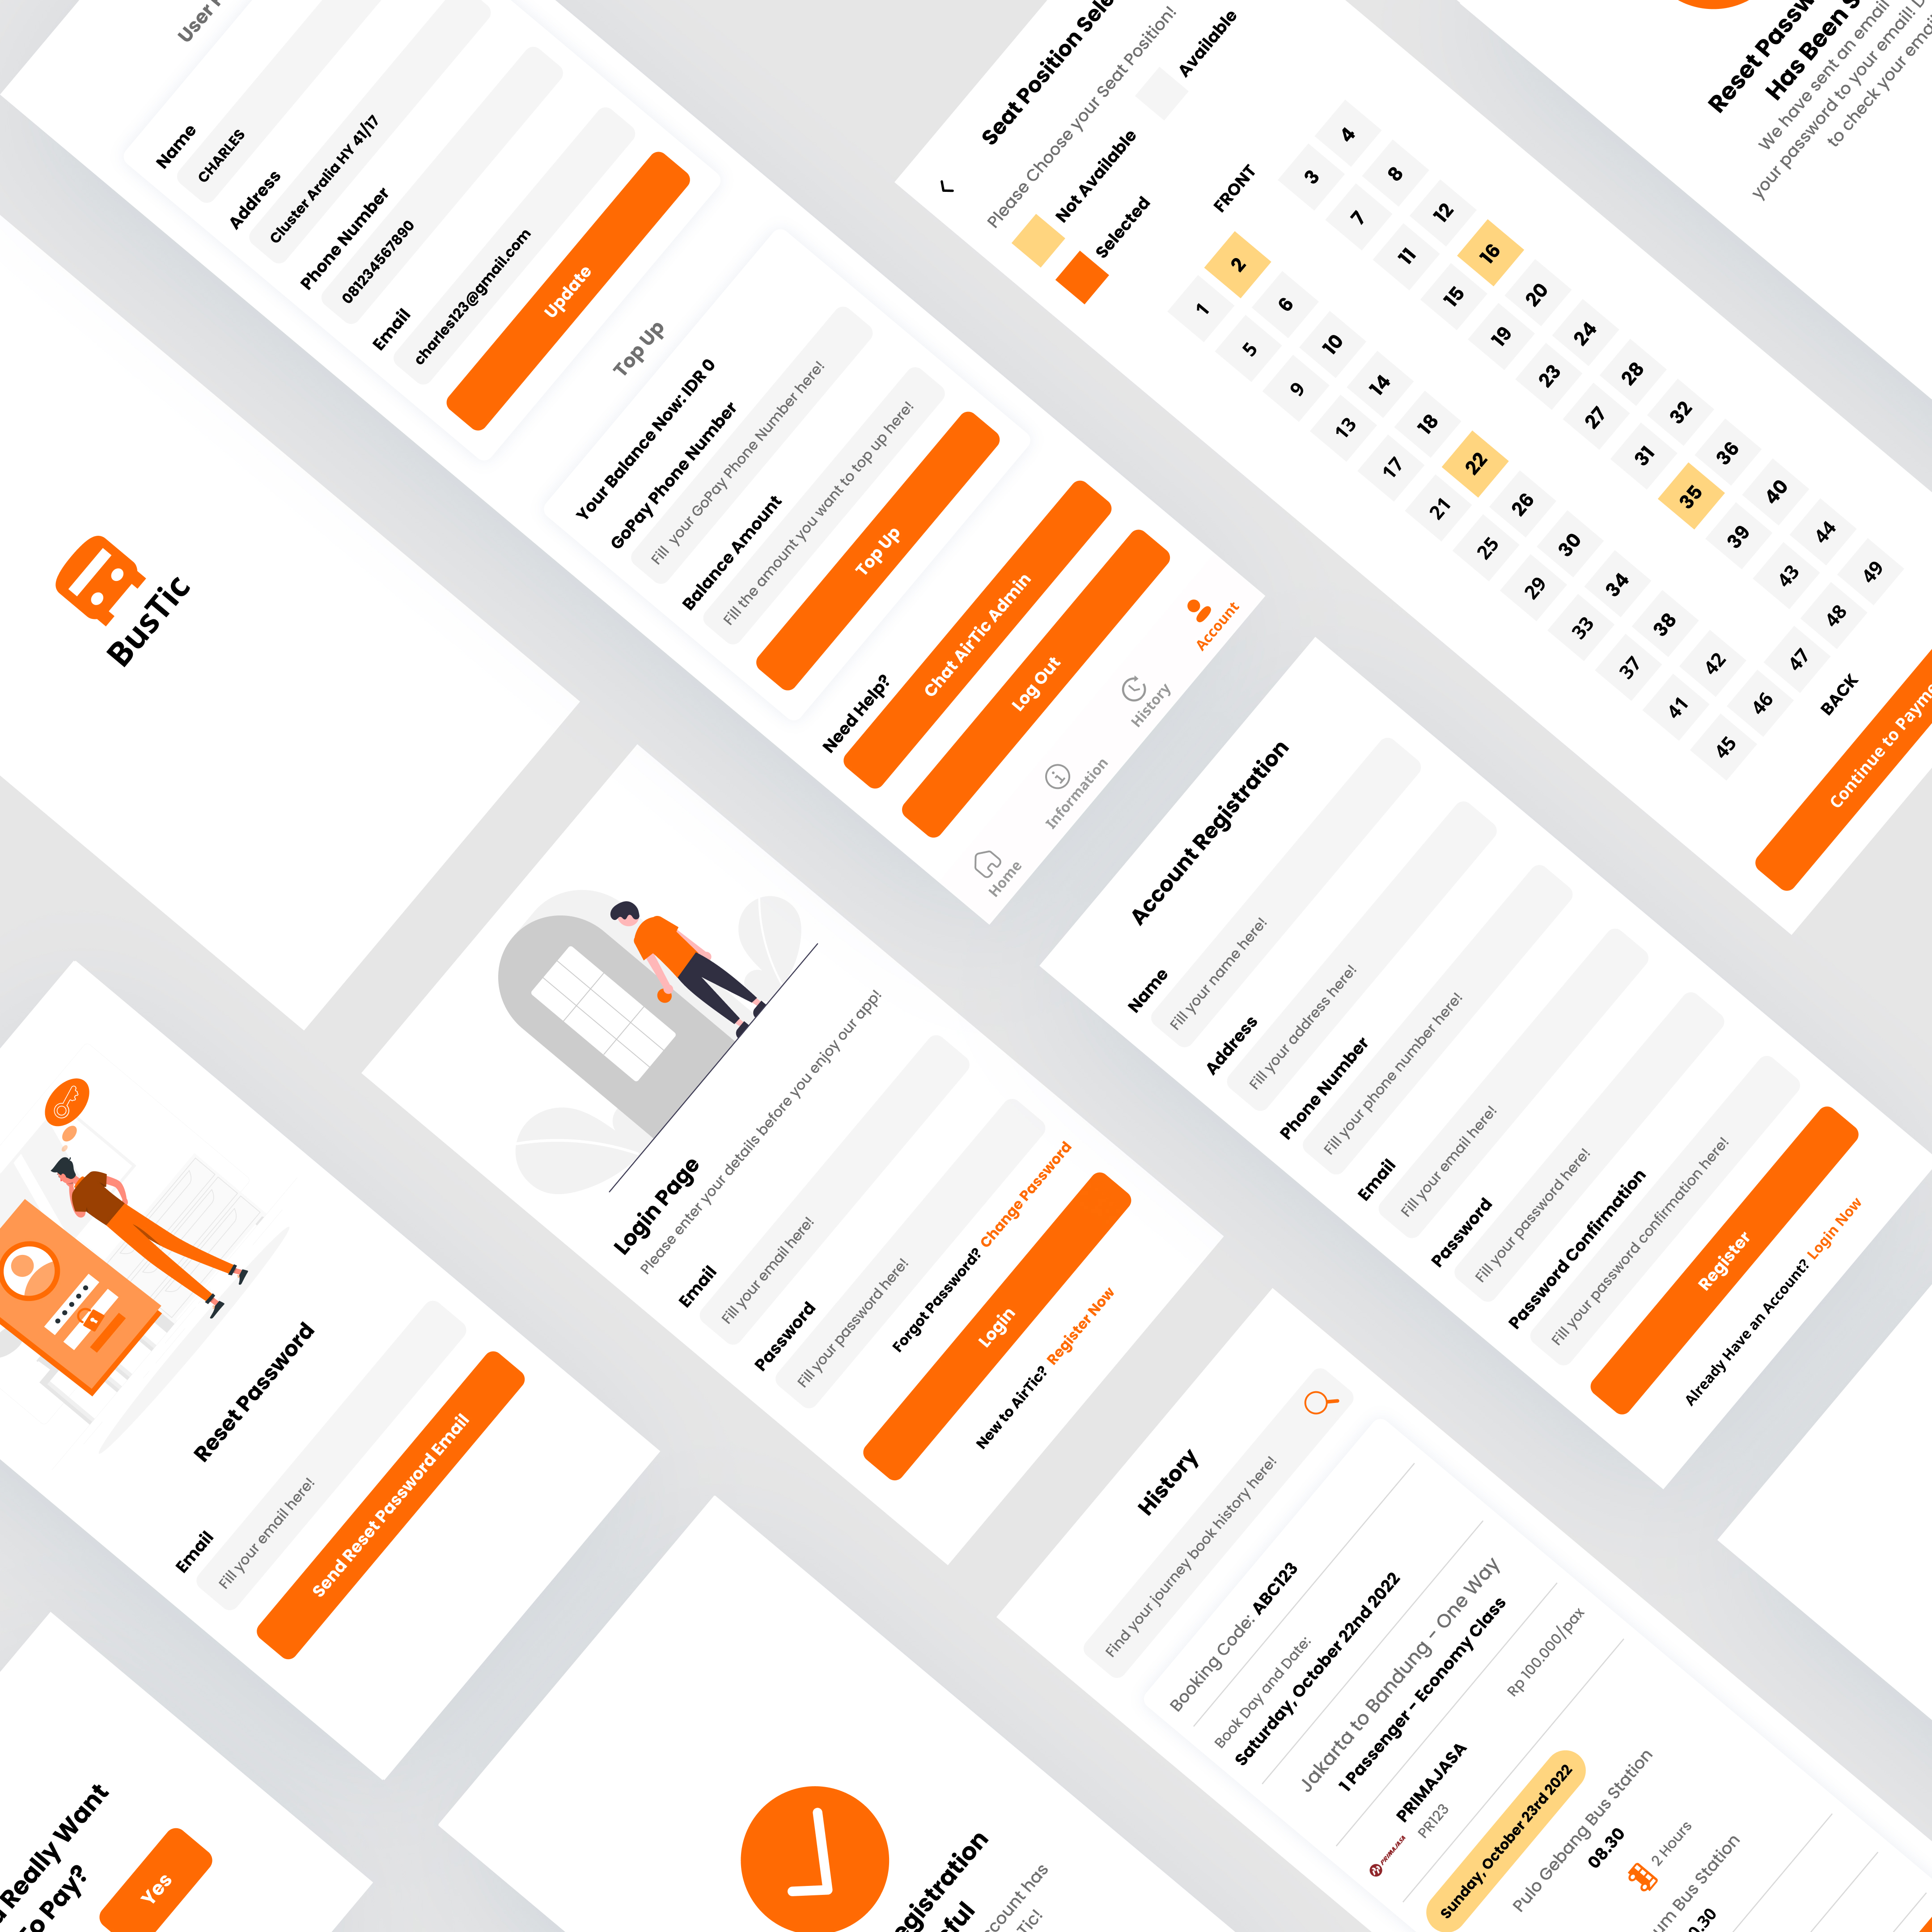 User
Name
CHARLES
Address
Cluster Aralia HY 41/17
Phone Number
081234567890
Email
charles123@gmail.com
Update
Top Up
Your Balance Now: IDR 0
GoPay Phone Number
Fill your GoPay Phone Number here!
Balance Amount
Fill the amount you want to top up here!
Top Up
Need Help?
Chat AirTic Admin
Log Out
Home
Information
History
Account
Seat Position
Please Choose your Seat Position!
Not Available
Available
Selected
FRONT
1 2 3 4
5 6 7 8
9 10 11 12
13 14 15 16
17 18 19 20
21 22 23 24
25 26 27 28
29 30 31 32
33 34 35 36
37 38 39 40
41 42 43 44
45 46 47 48 49
BACK
Continue to
Reset
Has Been
We have sent an email
your password to your email!
to check your
BusTic
Login Page
Please enter your details before you enjoy our app!
Email
Fill your email here!
Password
Fill your password here!
Forgot Password? Change Password
Login
New to AirTic? Register Now
Account Registration
Name
Fill your name here!
Address
Fill your address here!
Phone Number
Fill your phone number here!
Email
Fill your email here!
Password
Fill your password here!
Password Confirmation
Fill your password confirmation here!
Register
Already Have an Account? Login Now
Reset Password
Email
Fill your email here!
Send Reset Password Email
History
Find your journey book history here!
Booking Code: ABC123
Book Day and Date:
Saturday, October 22nd 2022
Jakarta to Bandung - One Way
1 Passenger - Economy Class
Rp 100.000/pax
PRIMAJASA
PRIMAJASA
PR123
Sunday, October 23rd 2022
Pulo Gebang Bus Station
08.30
2 Hours
Bus Station
Really Want
Pay?
Yes
has